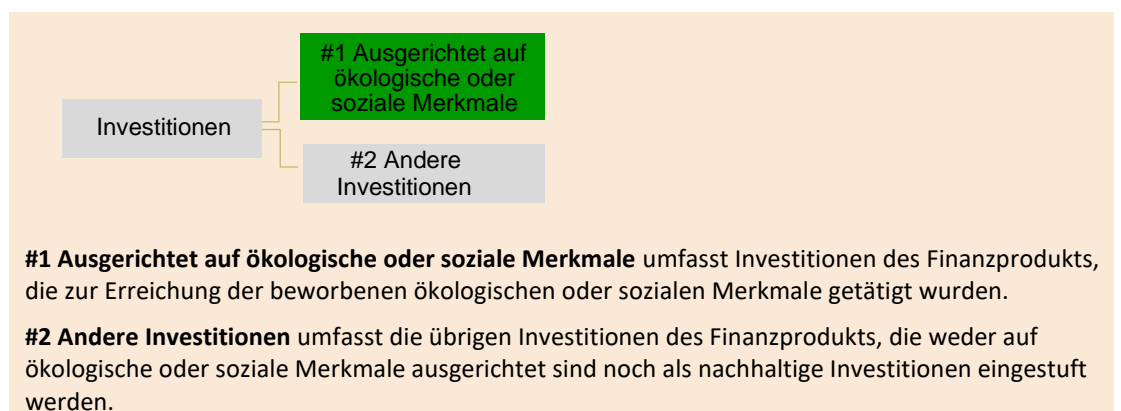 #1 Ausgerichtet auf
ökologische oder
soziale Merkmale
Investitionen
#2 Andere
Investitionen
#1 Ausgerichtet auf ökologische oder soziale Merkmale umfasst Investitionen des Finanzprodukts,
die zur Erreichung der beworbenen ökologischen oder sozialen Merkmale getätigt wurden.
#2 Andere Investitionen umfasst die übrigen Investitionen des Finanzprodukts, die weder auf
ökologische oder soziale Merkmale ausgerichtet sind noch als nachhaltige Investitionen eingestuft
werden.